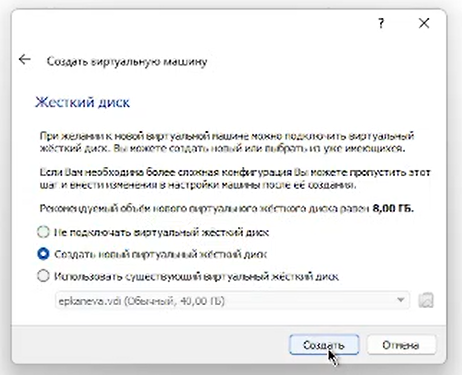 ?
Создать виртуальную машину
Жесткий диск
При желании к новой виртуальной машине можно подключить виртуальный
жёсткий диск. Вы можете создать новый или выбрать из уже имеющихся.
Если Вам необходима более сложная конфигурация Вы можете пропустить этот
шаг и внести изменения в настройки машины после её создания.
Рекомендуемый объём нового виртуального жёсткого диска равен 8,00 ГБ.
Не подключать виртуальный жесткий диск
Создать новый виртуальный жёсткий диск
Использовать существующий виртуальный жёсткий диск
epkaneva.vdi (Обычный, 40,00 ГБ)
Создать
Отмена